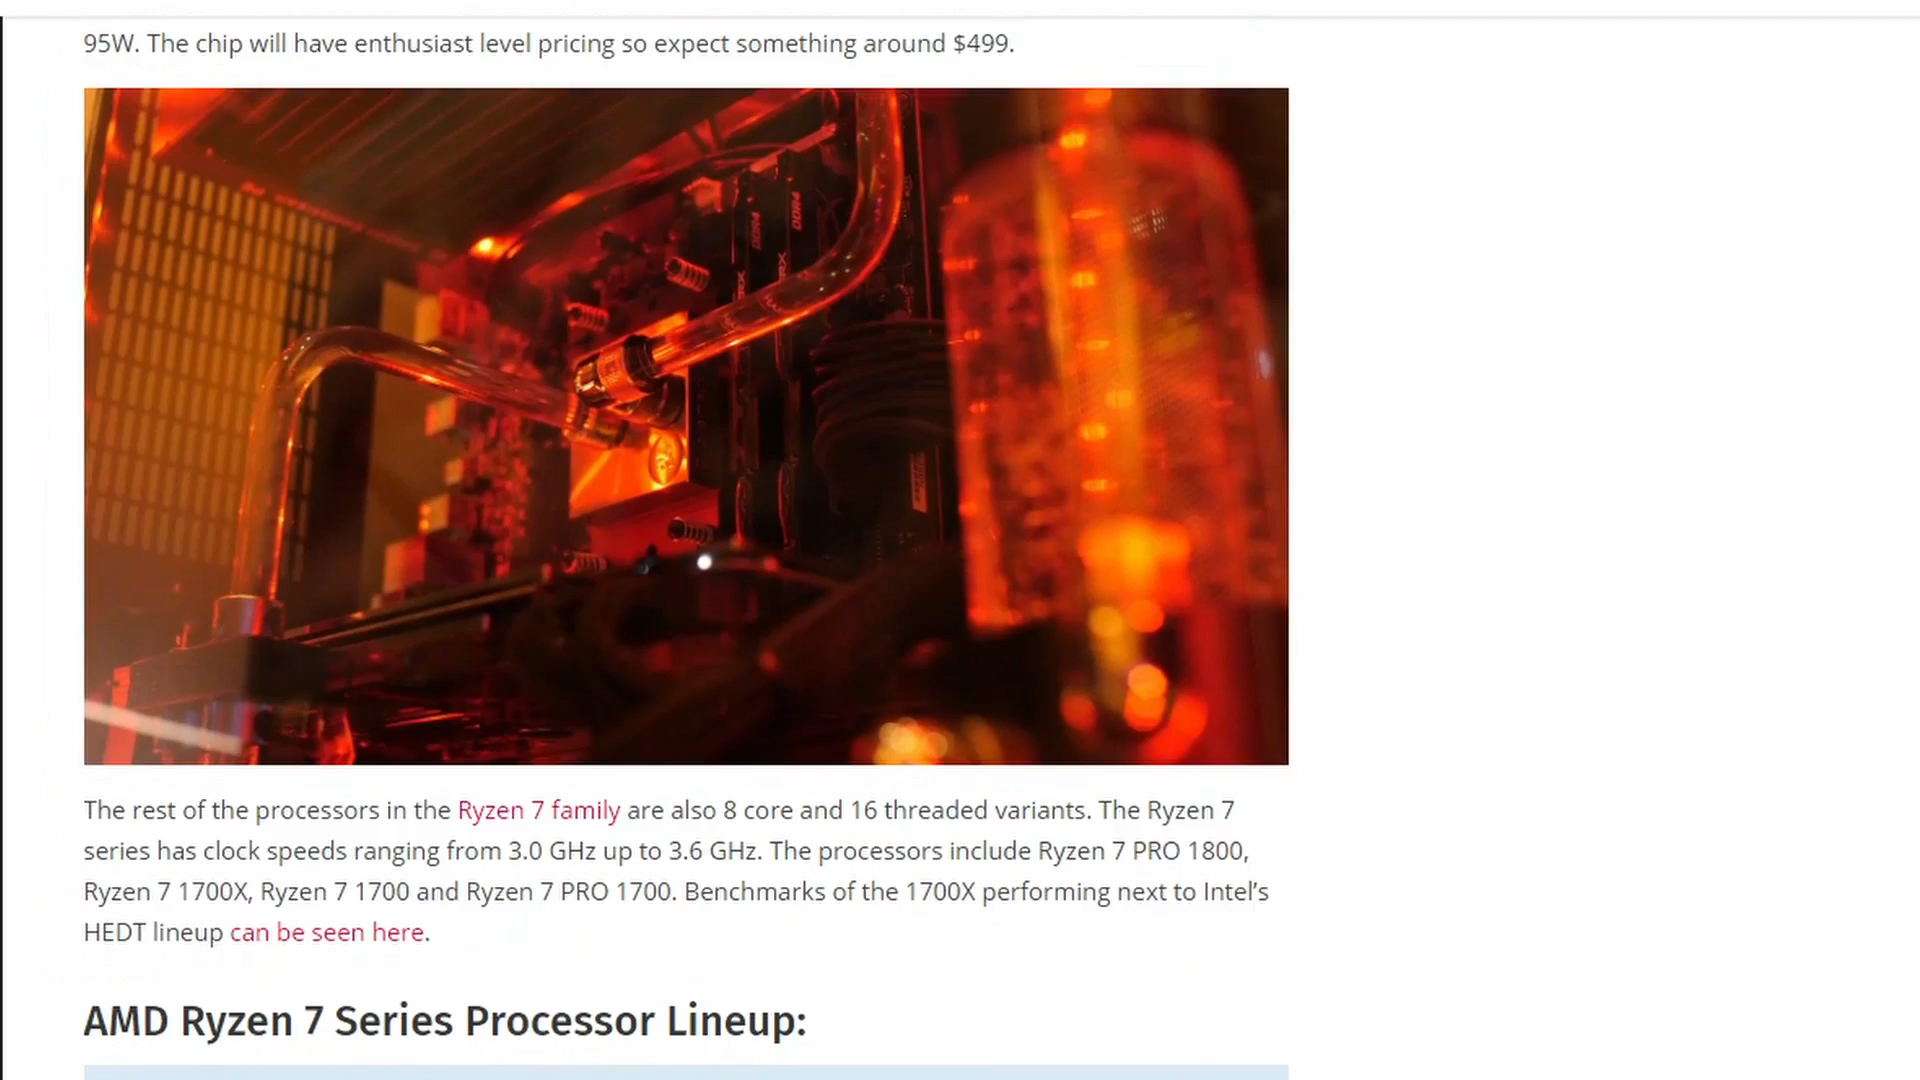 95W. The chip will have enthusiast level pricing so expect something around $499.
The rest of the processors in the Ryzen 7 family are also 8 core and 16 threaded variants. The Ryzen 7
series has clock speeds ranging from 3.0 GHz up to 3.6 GHz. The processors include Ryzen 7 PRO 1800,
Ryzen 7 1700X, Ryzen 7 1700 and Ryzen 7 PRO 1700. Benchmarks of the 1700X performing next to Intel’s
HEDT lineup can be seen here.
AMD Ryzen 7 Series Processor Lineup: